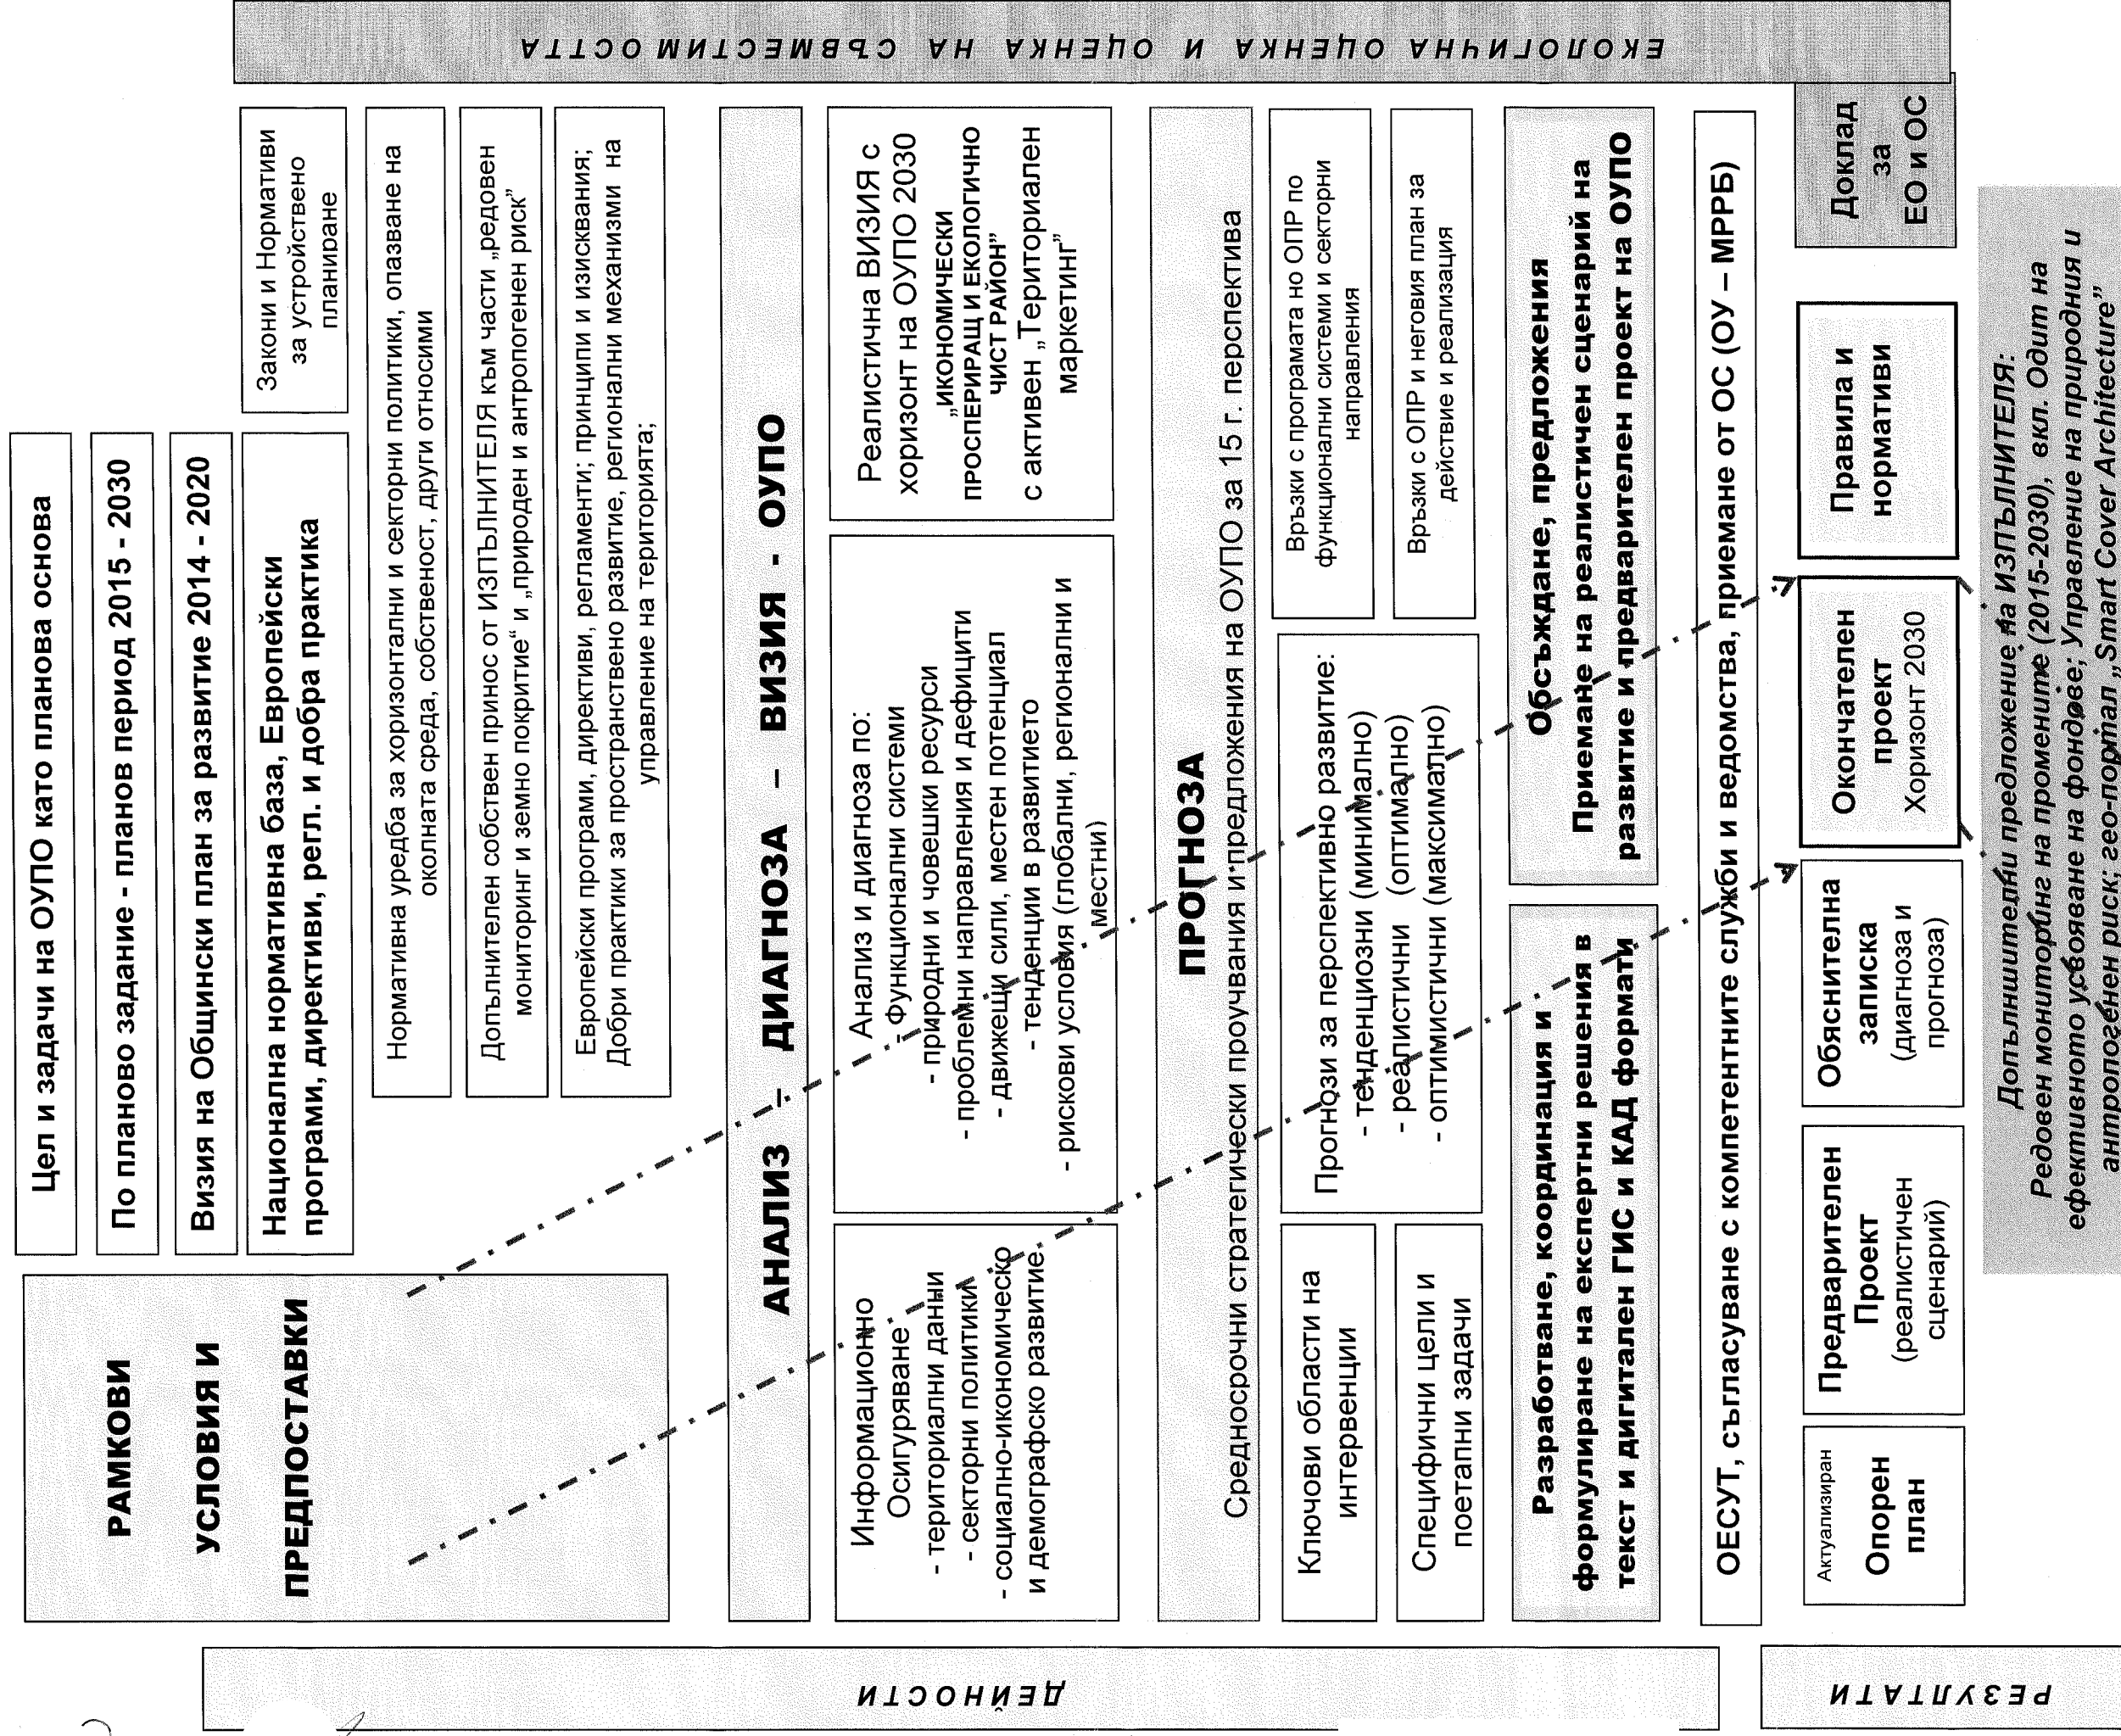 Цел и задачи на ОУПО като планова основа
По планово задание - планов период 2015 - 2030
Визия на Общински план за развитие 2014 - 2020
РАМКОВИ
УСЛОВИЯ И
ПРЕДПОСТАВКИ
Национална нормативна база, Европейски
програми, директиви, регл. и добра практика
Закони и Нормативи
за устройствено
планиране
Нормативна уредба за хоризонтални и секторни политики, опазване на
околната среда, собственост, други относими
Допълнителен собствен принос от ИЗПЪЛНИТЕЛЯ към части „редовен
мониторинг и земно покритие“ и „природен и антропогенен риск”
Европейски програми, директиви, регламенти; принципи и изисквания;
Добри практики за пространствено развитие, регионални механизми на
управление на територията;
АНАЛИЗ – ДИАГНОЗА – ВИЗИЯ - ОУПО
Информационно
Осигуряване
- териториални данни
- секторни политики
- социално-икономическо
и демографско развитие
Анализ и диагноза по:
Функционални системи
- природни и човешки ресурси
- проблемни направления и дефицити
- движещи сили, местен потенциал
- тенденции в развитието
- рискови условия (глобални, регионални и
местни)
Реалистична ВИЗИЯ с
хоризонт на ОУПО 2030
„ИКОНОМИЧЕСКИ
ПРОСПЕРИРАЩ И ЕКОЛОГИЧНО
ЧИСТ РАЙОН”
с активен „Териториален
маркетинг”
ПРОГНОЗА
Средносрочни стратегически проучвания и предложения на ОУПО за 15 г. перспектива
Ключови области на
интервенции
Специфични цели и
поетапни задачи
Прогнози за перспективно развитие:
- тенденциозни (минимално)
- реалистични (оптимално)
- оптимистични (максимално)
Връзки с програмата но ОПР по
функционални системи и секторни
направления
Връзки с ОПР и неговия план за
действие и реализация
Разработване, координация и
формулиране на експертни решения в
текст и дигитален ГИС и КАД формати
Обсъждане, предложения
Приемане на реалистичен сценарий на
развитие и предварителен проект на ОУПО
ОЕСУТ, съгласуване с компетентните служби и ведомства, приемане от ОС (ОУ – МРРБ)
Актуализиран
Опорен
план
Предварителен
Проект
(реалистичен
сценарий)
Обяснителна
записка
(диагноза и
прогноза)
Окончателен
проект
Хоризонт 2030
Правила и
нормативи
Доклад
за
ЕО и ОС
Допълнителни предложение на ИЗПЪЛНИТЕЛЯ:
Редовен мониторинг на промените (2015-2030), вкл. Одит на
ефективното усвояване на фондове; Управление на природния и
антропогенен риск; гео-портал „Smart Cover Architecture”
ДЕЙНОСТИ
РЕЗУЛТАТИ
ЕКОЛОГИЧНА ОЦЕНКА И ОЦЕНКА НА СЪВМЕСТИМОСТТА